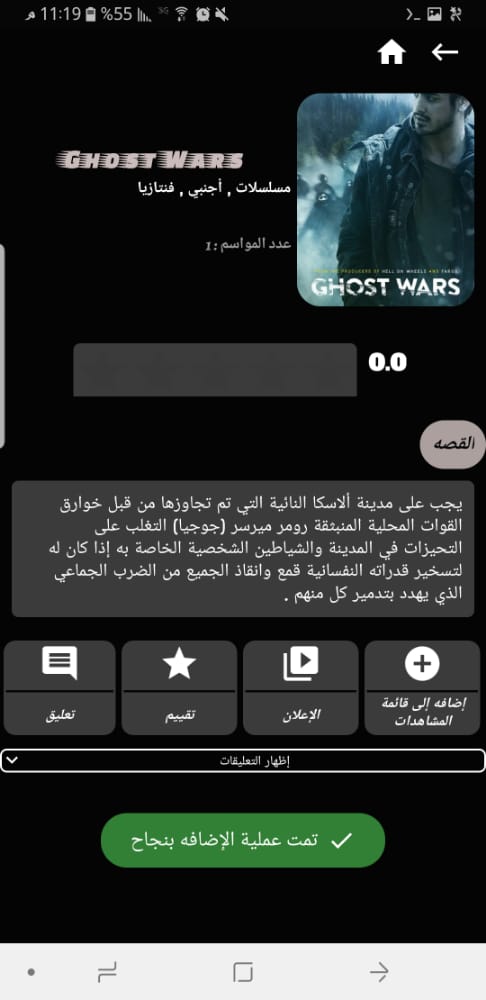 11:19 م %55 3G
GHOST WARS
مسلسلات , أجنبي , فنتازيا
عدد المواسم :1
FROM THE PRODUCERS OF HELL ON WHEELS AND FARGO
GHOST WARS
0.0
القصه
يجب على مدينة ألاسكا النائية التي تم تجاوزها من قبل خوارق
القوات المحلية المنبثقة رومر ميرسر (جوجيا) التغلب على
التحيزات في المدينة والشياطين الشخصية الخاصة به إذا كان له
لتسخير قدراته النفسانية قمع وانقاذ الجميع من الضرب الجماعي
الذي يهدد بتدمير كل منهم .
إضافه إلى قائمة
المشاهدات
الإعلان
تقييم
تعليق
إظهار التعليقات
تمت عملية الإضافه بنجاح